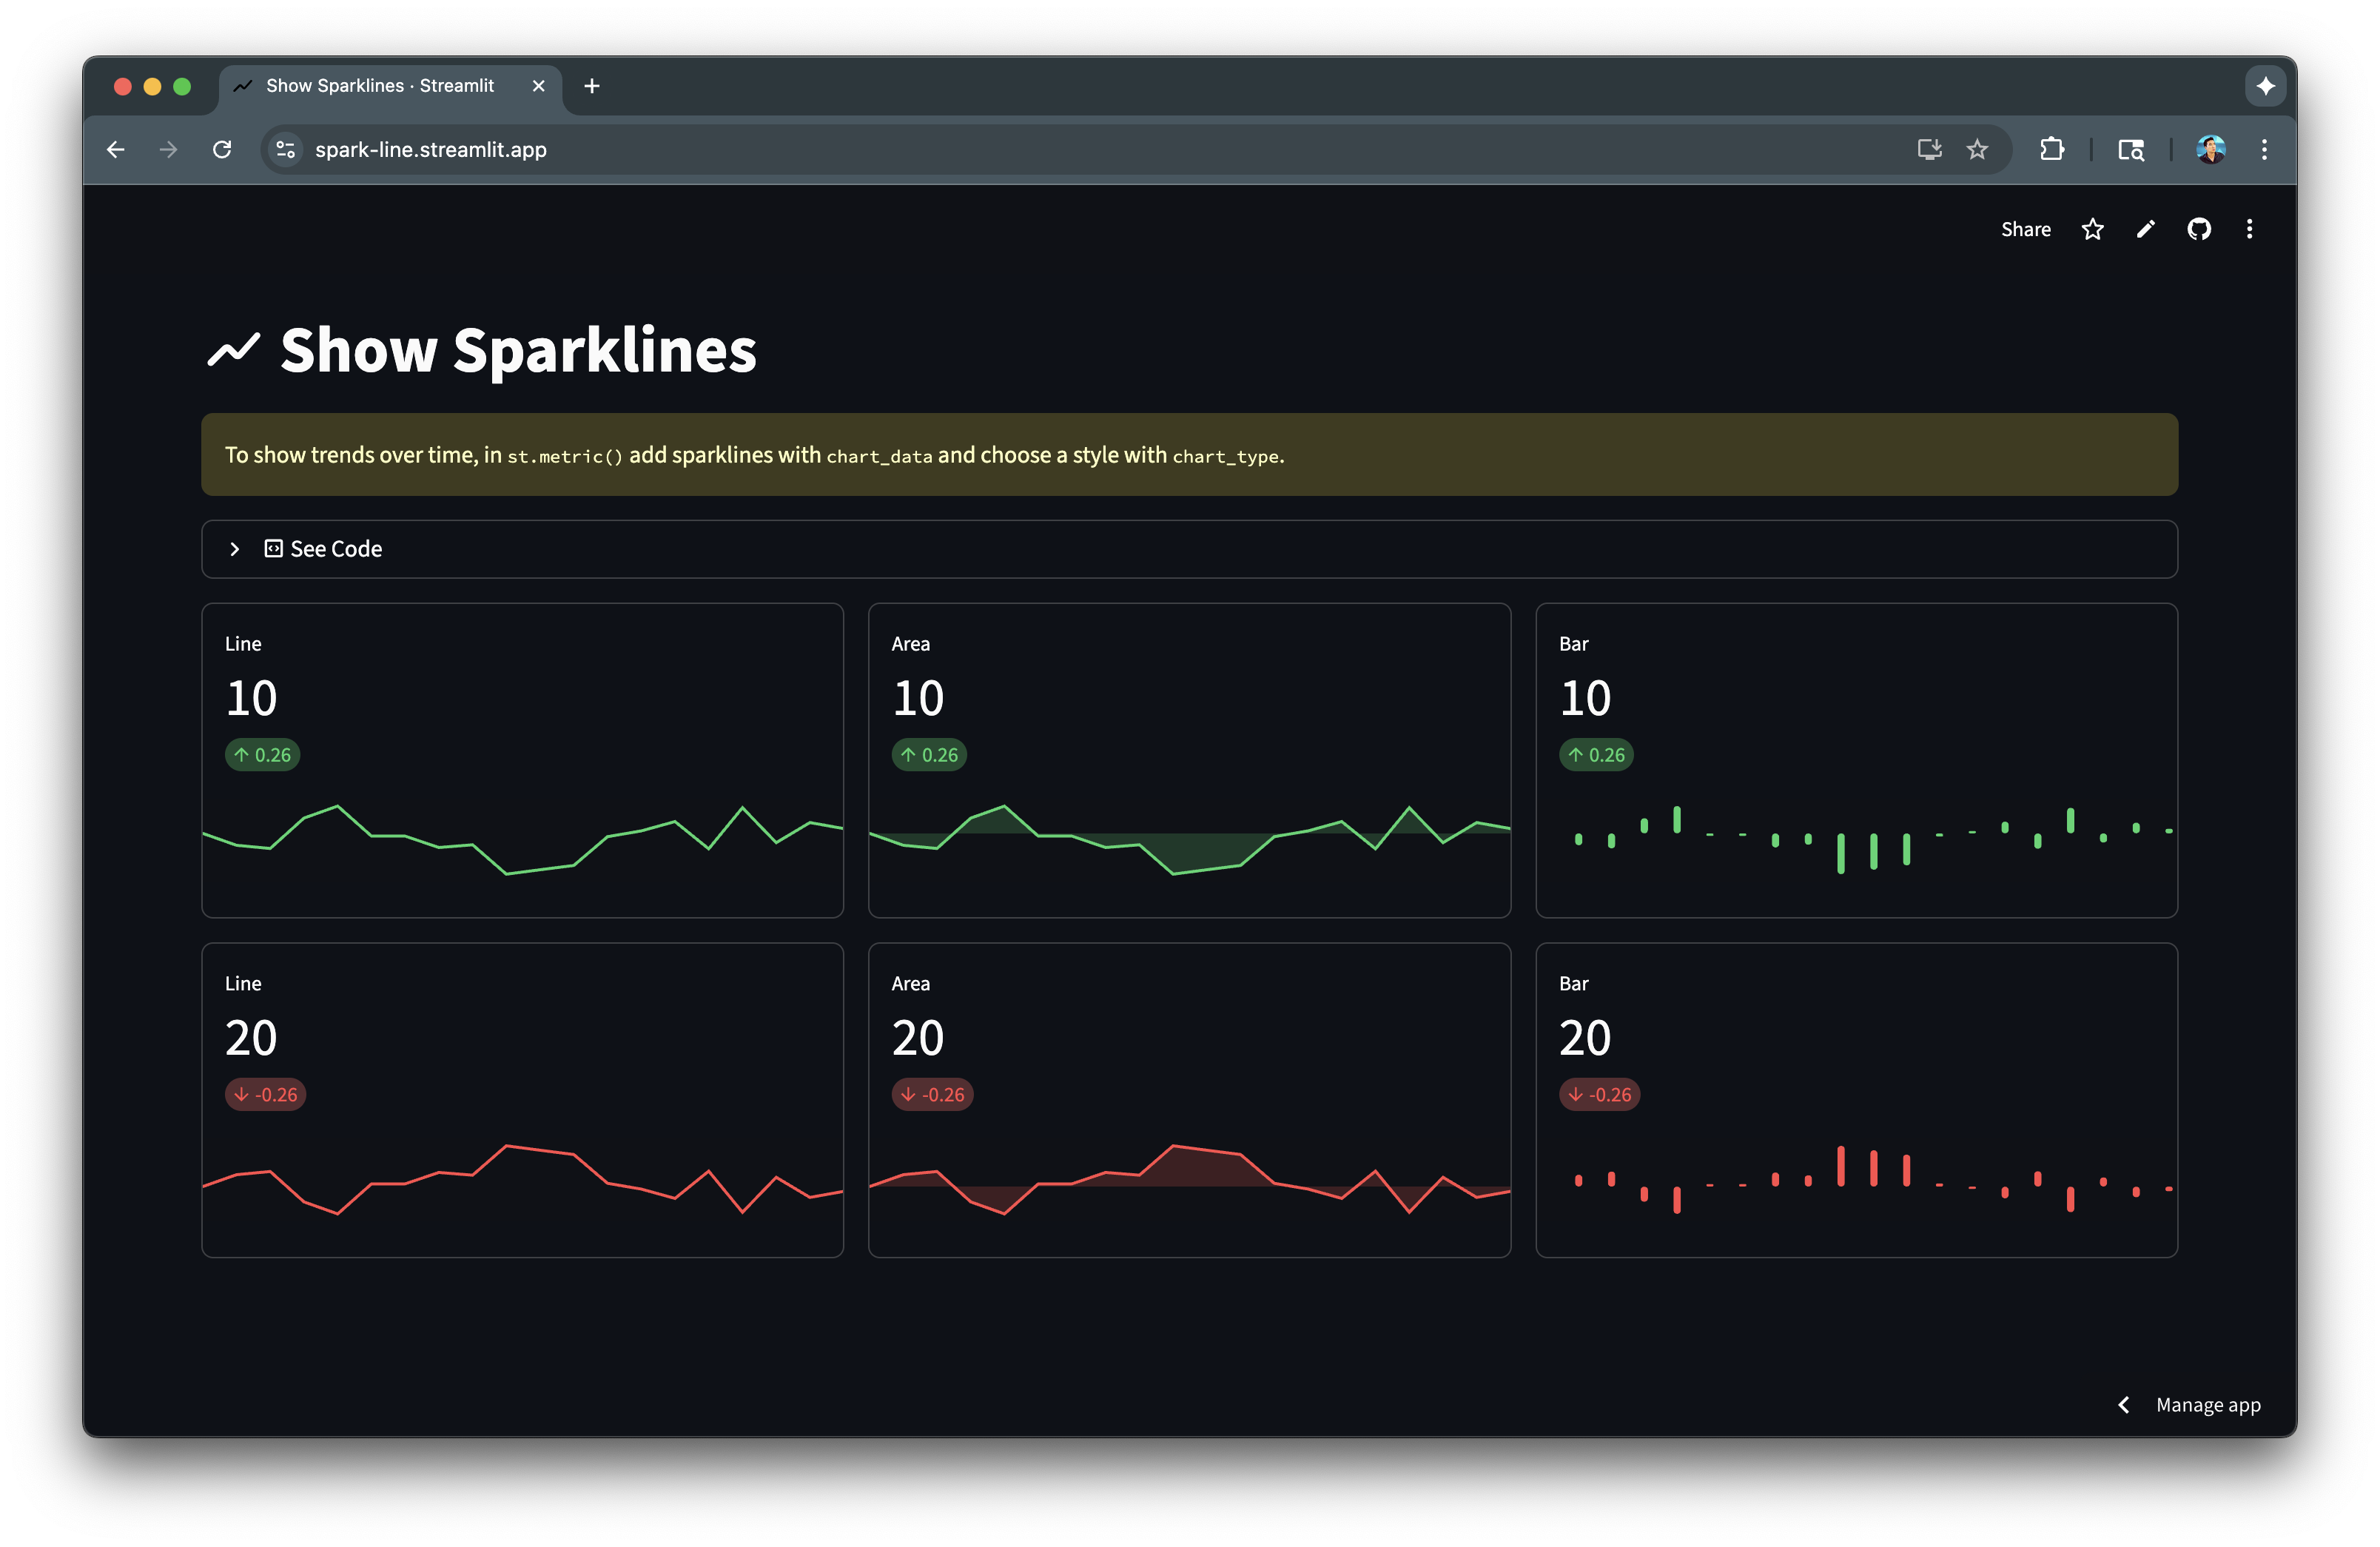 Show Sparklines · Streamlit
spark-line.streamlit.app
Share
Show Sparklines
To show trends over time, in st.metric() add sparklines with chart_data and choose a style with chart_type.
See Code
Line
10
↑ 0.26
Area
10
↑ 0.26
Bar
10
↑ 0.26
Line
20
↓ -0.26
Area
20
↓ -0.26
Bar
20
↓ -0.26
Manage app